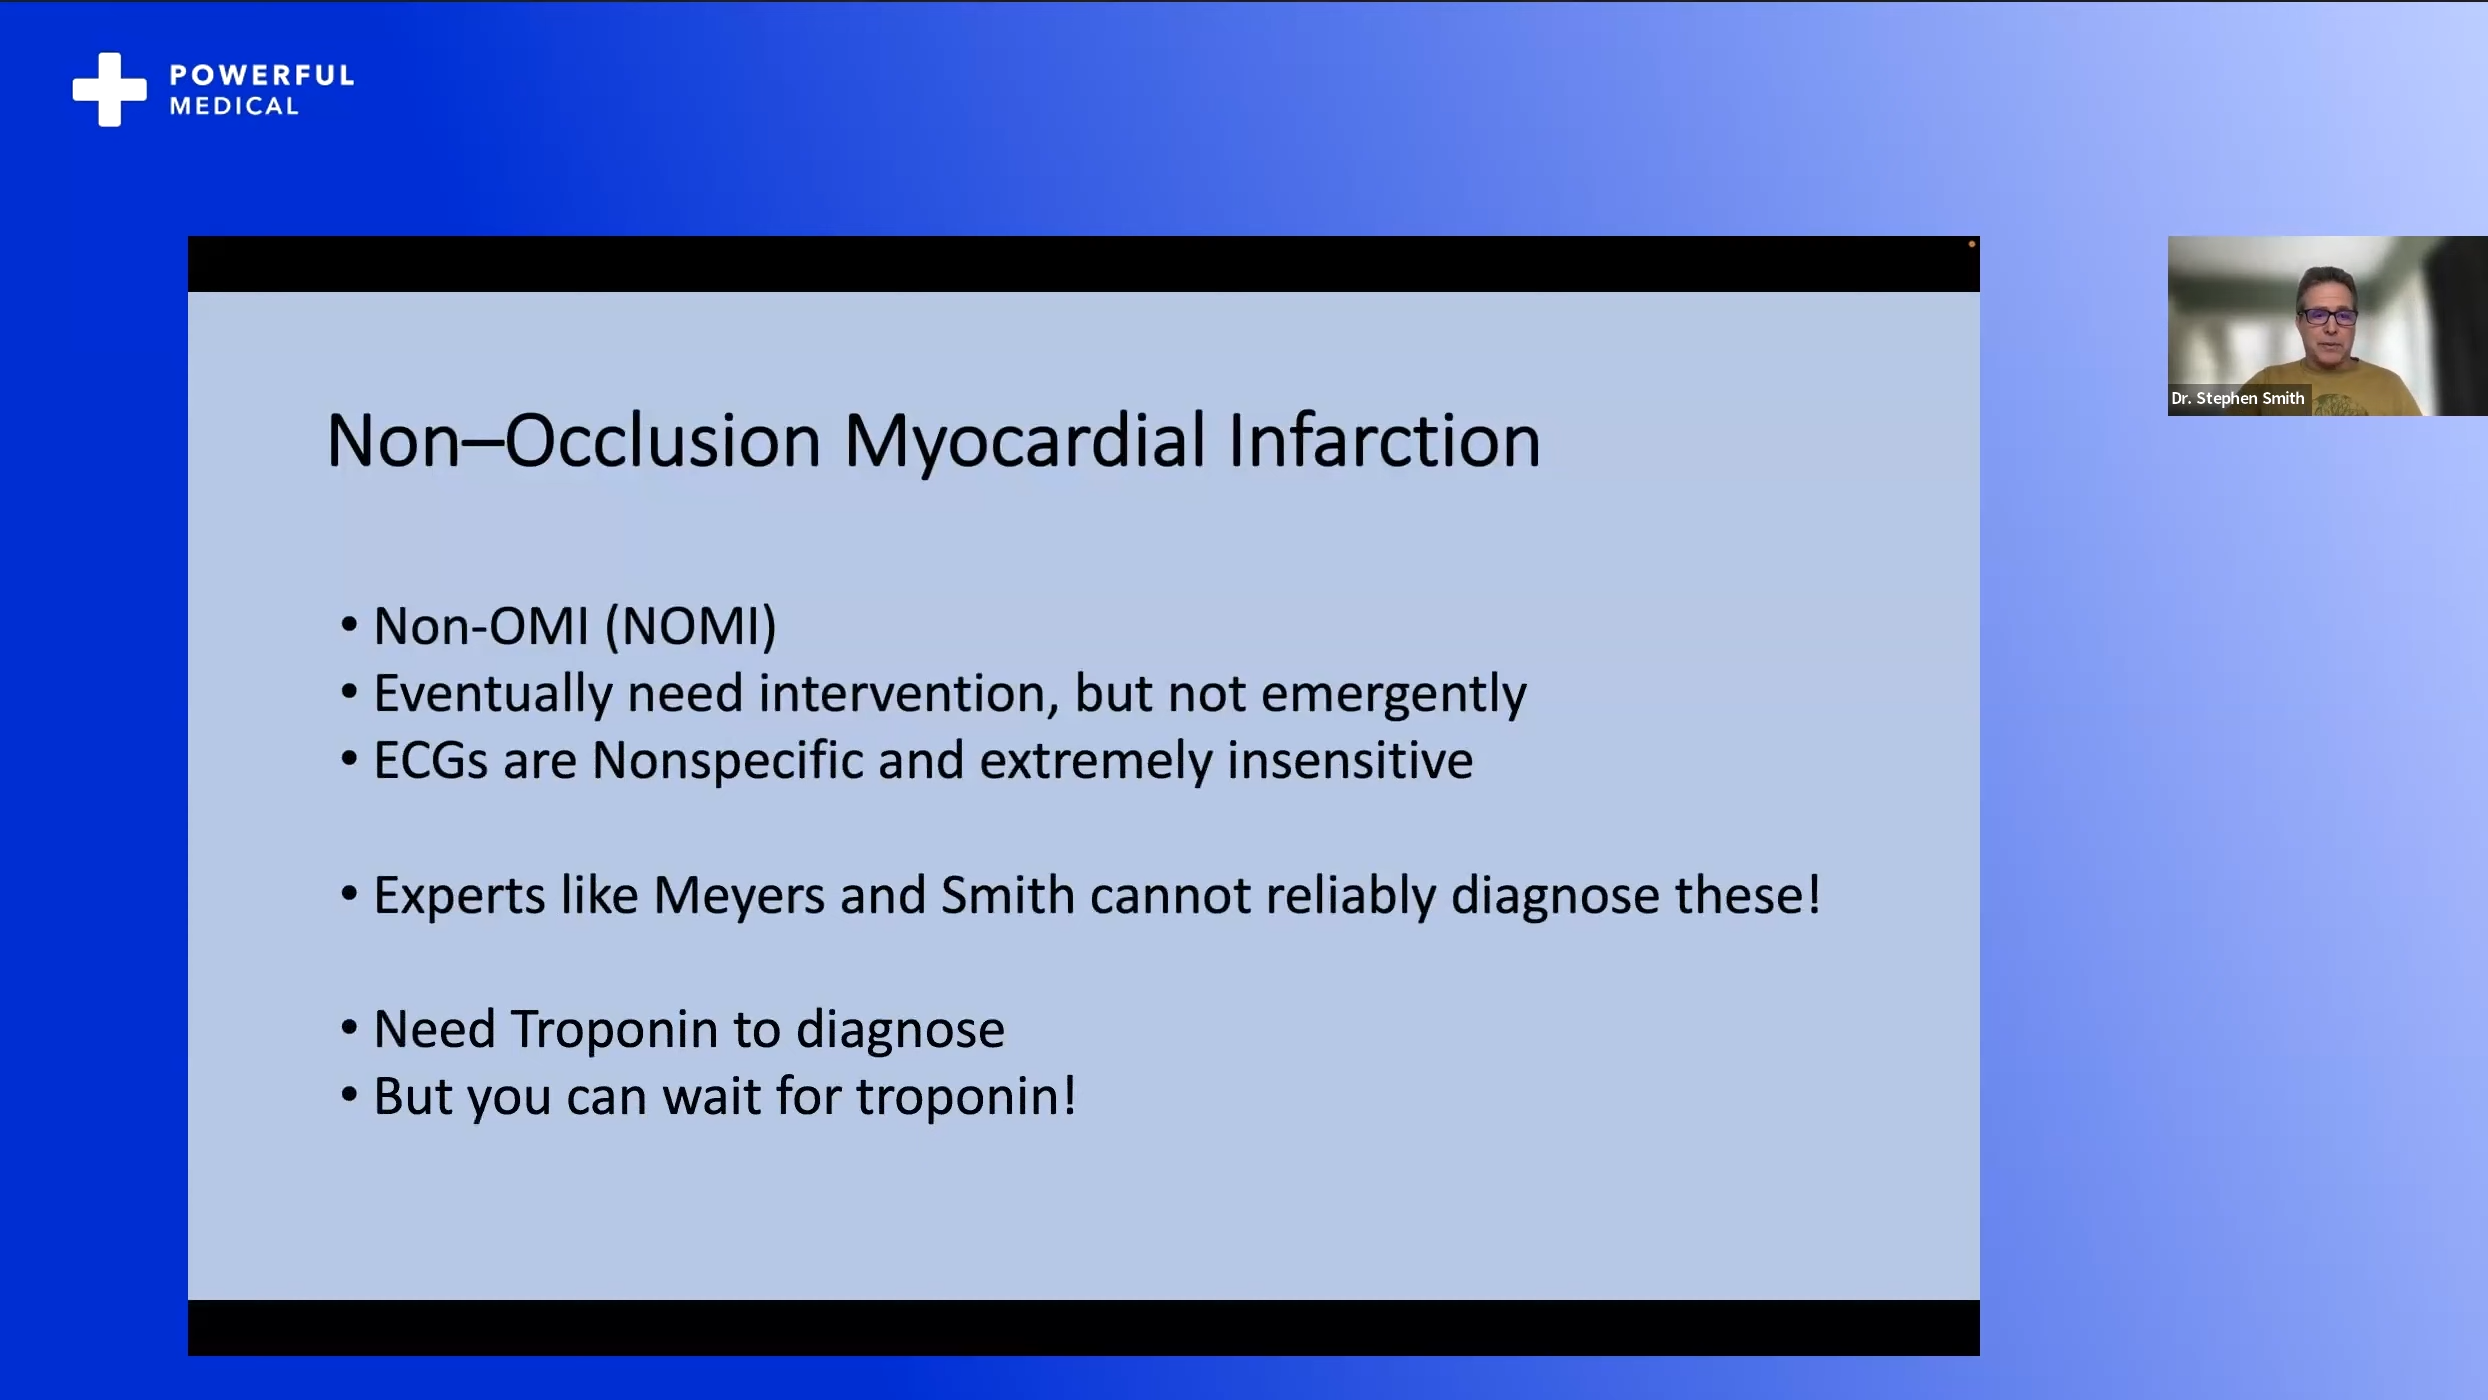 POWERFUL
MEDICAL
Non–Occlusion Myocardial Infarction
• Non-OMI (NOMI)
• Eventually need intervention, but not emergently
• ECGs are Nonspecific and extremely insensitive
• Experts like Meyers and Smith cannot reliably diagnose these!
• Need Troponin to diagnose
• But you can wait for troponin!
Dr. Stephen Smith